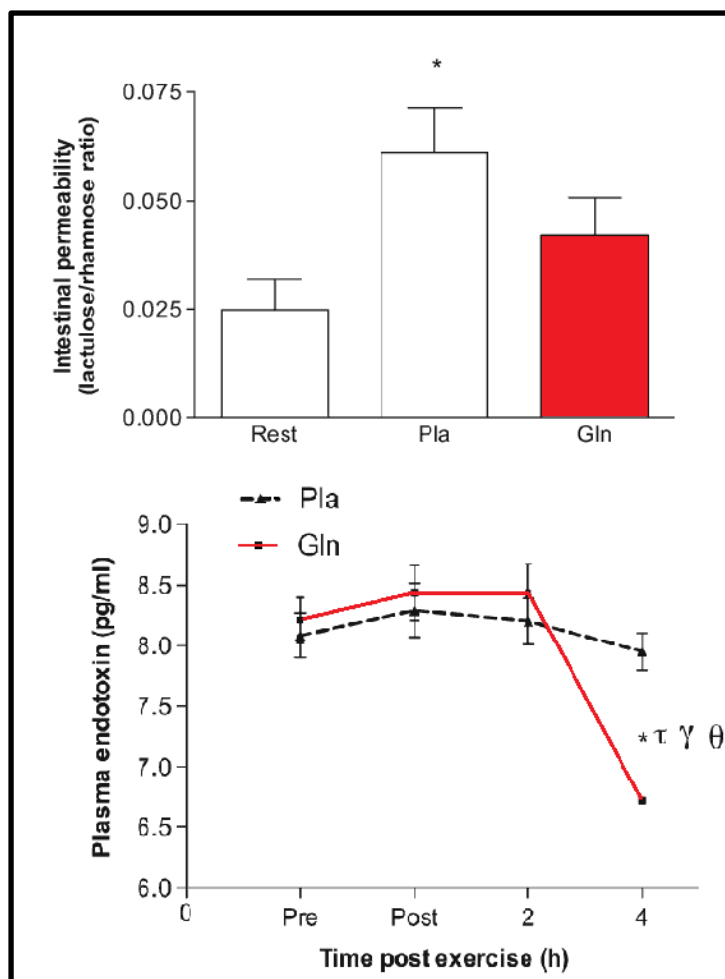 *
Intestinal permeability
(lactulose/rhamnose ratio)
0.075
0.050
0.025
0.000
Rest Pla Gln
Pla
Gln
Plasma endotoxin (pg/ml)
9.0
8.5
8.0
7.5
7.0
6.5
6.0
* τ γ θ
0 Pre Post 2 4
Time post exercise (h)